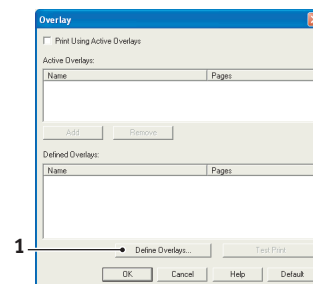 Overlay
Print Using Active Overlays
Active Overlays:
Name Pages
Add Remove
Defined Overlays:
Name Pages
1 Define Overlays... Test Print
OK Cancel Help Default